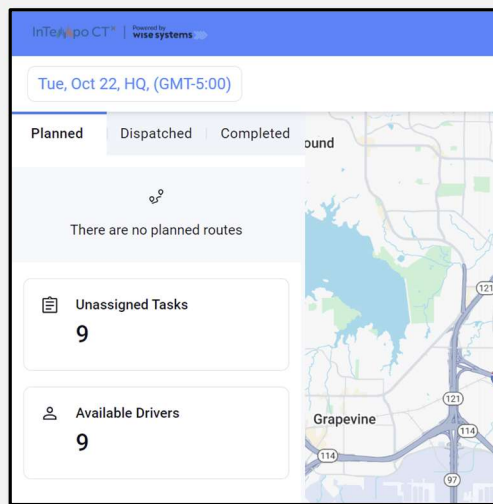 InTempo CT®
Powered by
wise systems
Tue, Oct 22, HQ, (GMT-5:00)
Planned
Dispatched
Completed
ound
There are no planned routes
Unassigned Tasks
9
Available Drivers
9
121
121
114
Grapevine
114
97